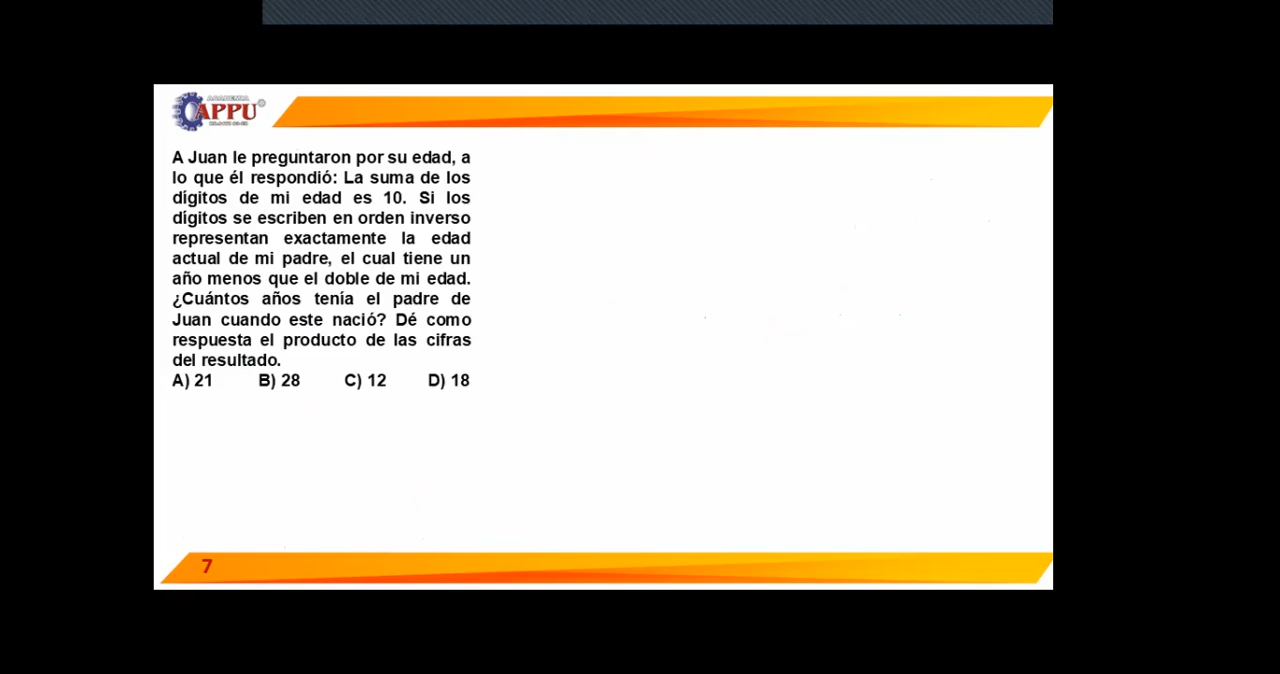 ACADEMIA
APPU
A Juan le preguntaron por su edad, a
lo que él respondió: La suma de los
dígitos de mi edad es 10. Si los
dígitos se escriben en orden inverso
representan exactamente la edad
actual de mi padre, el cual tiene un
año menos que el doble de mi edad.
¿Cuántos años tenía el padre de
Juan cuando este nació? Dé como
respuesta el producto de las cifras
del resultado.
A) 21 B) 28 C) 12 D) 18
7